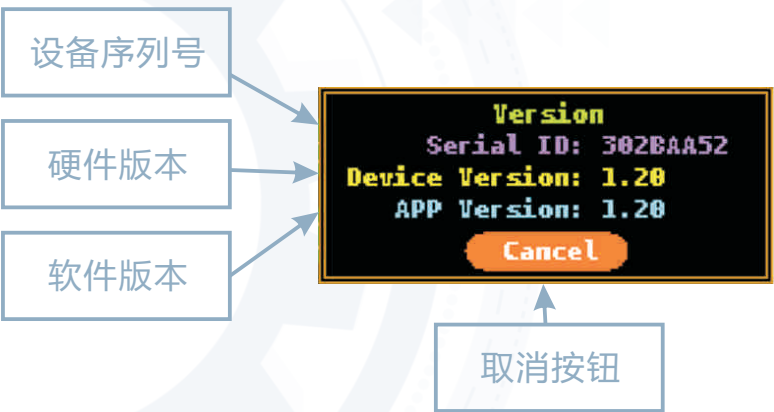 设备序列号
硬件版本
软件版本
Version
Serial ID: 302BAA52
Device Version: 1.20
APP Version: 1.20
Cancel
取消按钮